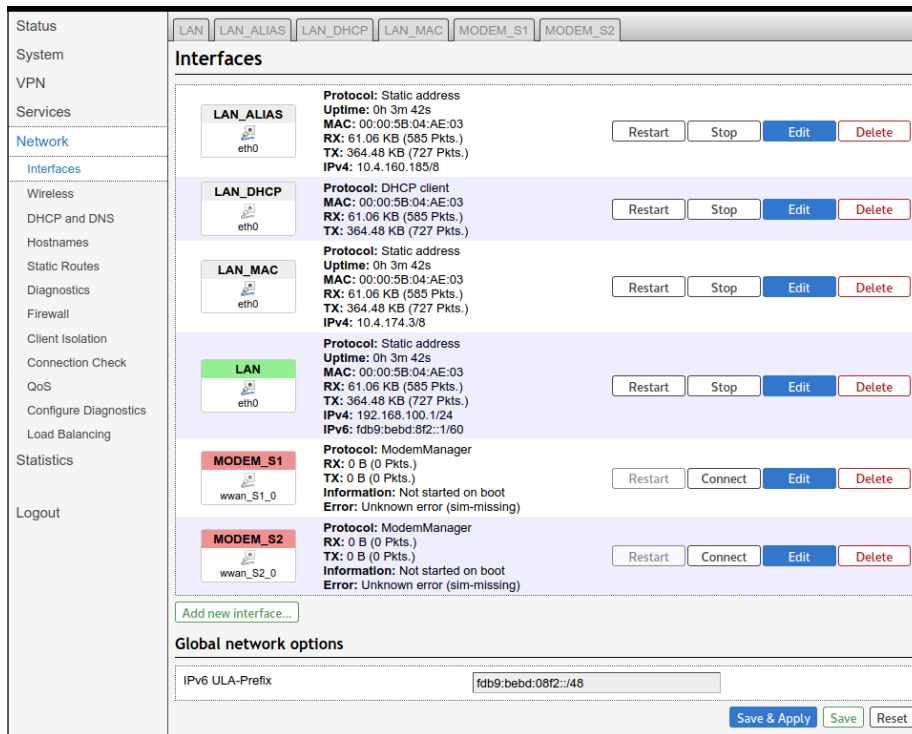 Status
System
VPN
Services
Network
Interfaces
Wireless
DHCP and DNS
Hostnames
Static Routes
Diagnostics
Firewall
Client Isolation
Connection Check
QoS
Configure Diagnostics
Load Balancing
Statistics
Logout
LAN LAN_ALIAS LAN_DHCP LAN_MAC MODEM_S1 MODEM_S2
Interfaces
LAN_ALIAS
eth0
Protocol: Static address
Uptime: 0h 3m 42s
MAC: 00:00:5B:04:AE:03
RX: 61.06 KB (585 Pkts.)
TX: 364.48 KB (727 Pkts.)
IPv4: 10.4.160.185/8
Restart Stop Edit Delete
LAN_DHCP
eth0
Protocol: DHCP client
MAC: 00:00:5B:04:AE:03
RX: 61.06 KB (585 Pkts.)
TX: 364.48 KB (727 Pkts.)
Restart Stop Edit Delete
LAN_MAC
eth0
Protocol: Static address
Uptime: 0h 3m 42s
MAC: 00:00:5B:04:AE:03
RX: 61.06 KB (585 Pkts.)
TX: 364.48 KB (727 Pkts.)
IPv4: 10.4.174.3/8
Restart Stop Edit Delete
LAN
eth0
Protocol: Static address
Uptime: 0h 3m 42s
MAC: 00:00:5B:04:AE:03
RX: 61.06 KB (585 Pkts.)
TX: 364.48 KB (727 Pkts.)
IPv4: 192.168.100.1/24
IPv6: fdb9:bebd:8f2::1/60
Restart Stop Edit Delete
MODEM_S1
wwan_S1_0
Protocol: ModemManager
RX: 0 B (0 Pkts.)
TX: 0 B (0 Pkts.)
Information: Not started on boot
Error: Unknown error (sim-missing)
Restart Connect Edit Delete
MODEM_S2
wwan_S2_0
Protocol: ModemManager
RX: 0 B (0 Pkts.)
TX: 0 B (0 Pkts.)
Information: Not started on boot
Error: Unknown error (sim-missing)
Restart Connect Edit Delete
Add new interface...
Global network options
IPv6 ULA-Prefix fdb9:bebd:08f2::/48
Save & Apply Save Reset